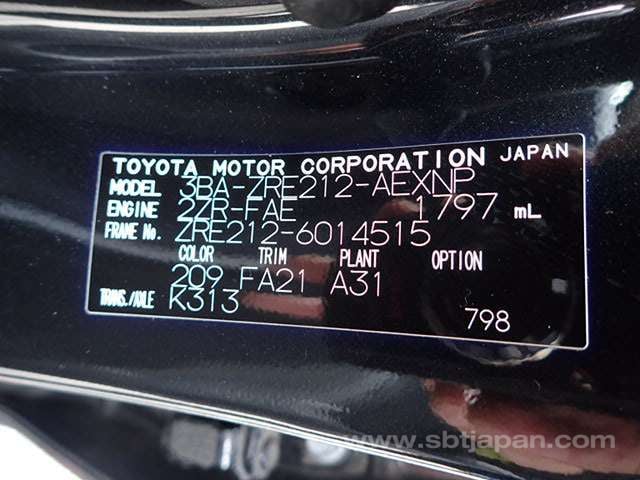 TOYOTA MOTOR CORPORATION JAPAN
MODEL 3BA-ZRE212-AEXNP
ENGINE 2ZR-FAE 1797 mL
FRAME No. ZRE212-6014515
COLOR TRIM PLANT OPTION
209 FA21 A31
TRANS./AXLE K313
798
www.sbtjapan.com